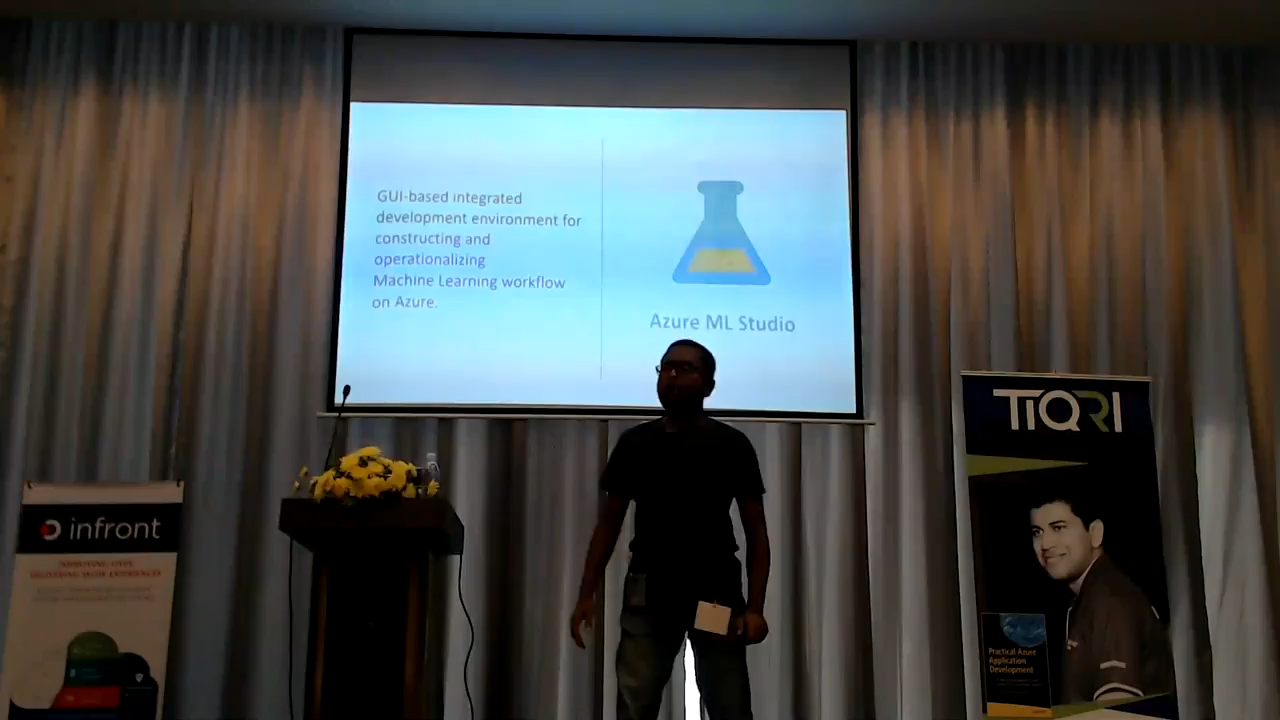 GUI-based integrated
development environment for
constructing and
operationalizing
Machine Learning workflow
on Azure.
Azure ML Studio
infront
TIQRI
Practical Azure
Application
Development